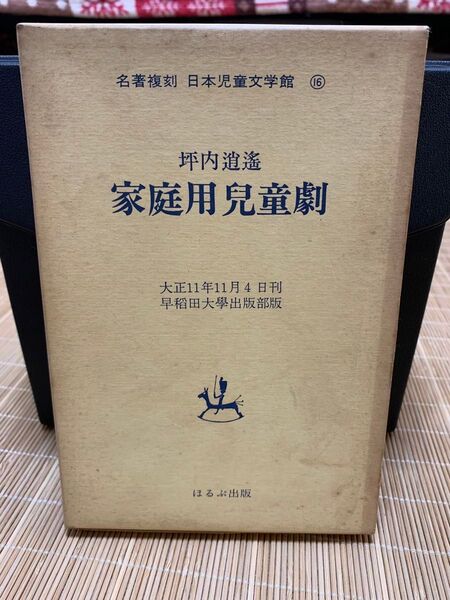 名著複刻 日本児童文学館 ⑯
坪内逍遙
家庭用兒童劇
大正11年11月4日刊
早稲田大學出版部版
ほるぷ出版